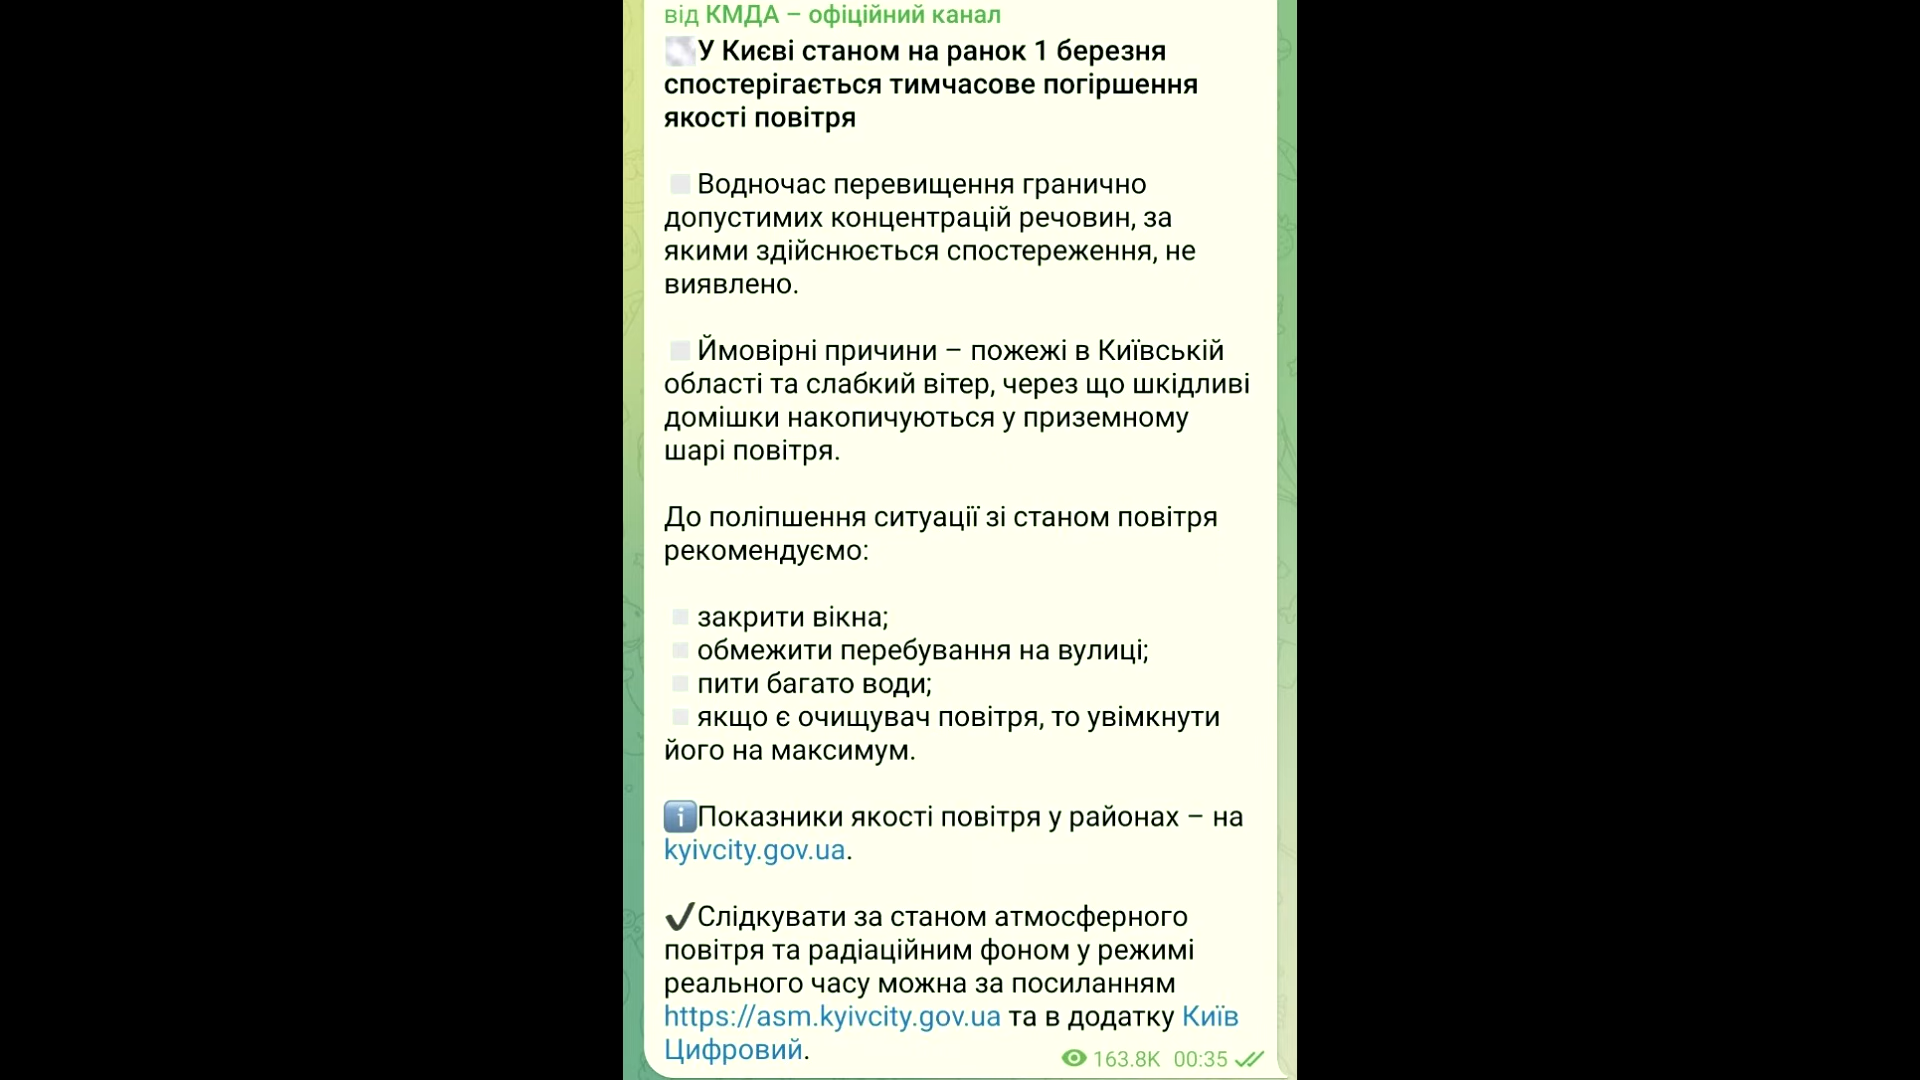 від КМДА – офіційний канал
У Києві станом на ранок 1 березня
спостерігається тимчасове погіршення
якості повітря
Водночас перевищення гранично
допустимих концентрацій речовин, за
якими здійснюється спостереження, не
виявлено.
Ймовірні причини – пожежі в Київській
області та слабкий вітер, через що шкідливі
домішки накопичуються у приземному
шарі повітря.
До поліпшення ситуації зі станом повітря
рекомендуємо:
закрити вікна;
обмежити перебування на вулиці;
пити багато води;
якщо є очищувач повітря, то увімкнути
його на максимум.
ℹ️Показники якості повітря у районах – на
kyivcity.gov.ua.
✔️Слідкувати за станом атмосферного
повітря та радіаційним фоном у режимі
реального часу можна за посиланням
https://asm.kyivcity.gov.ua та в додатку Київ
Цифровий.
163.8K 00:35